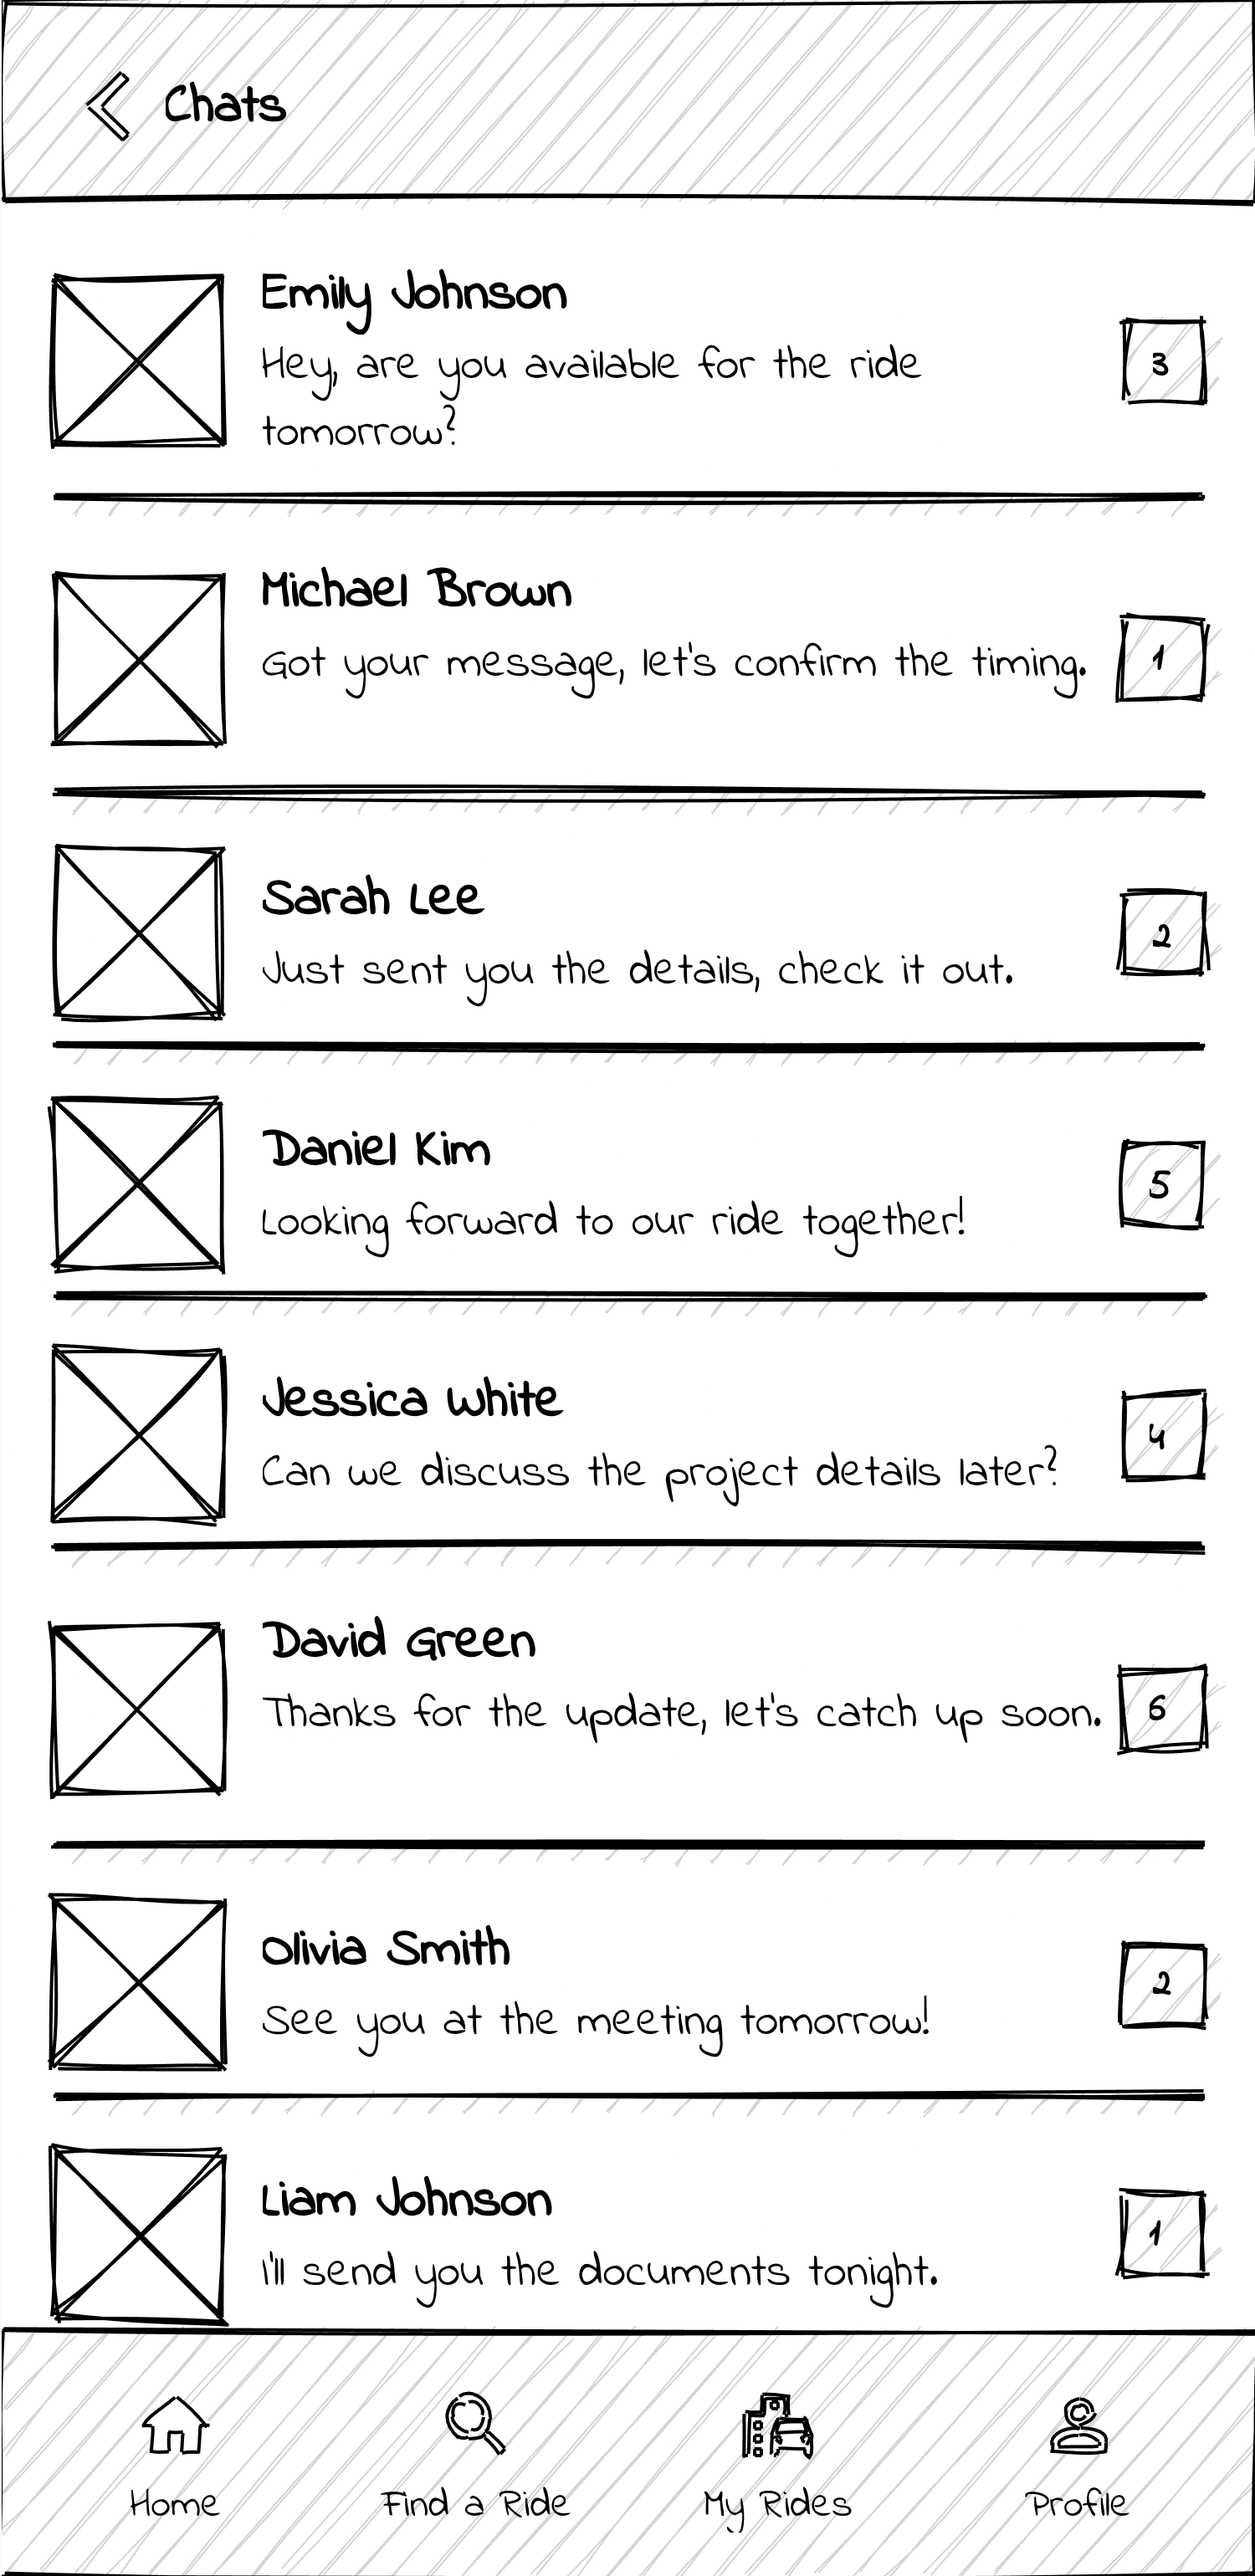 Chats
Emily Johnson
Hey, are you available for the ride
tomorrow?
3
Michael Brown
Got your message, let's confirm the timing.
1
Sarah Lee
Just sent you the details, check it out.
2
Daniel Kim
Looking forward to our ride together!
5
Jessica White
Can we discuss the project details later?
4
David Green
Thanks for the update, let's catch up soon.
6
Olivia Smith
See you at the meeting tomorrow!
2
Liam Johnson
I'll send you the documents tonight.
1
Home
Find a Ride
My Rides
Profile